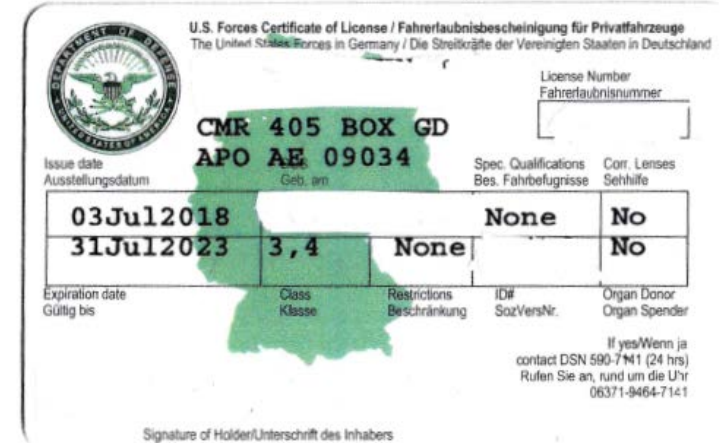 DEPARTMENT OF DEFENSE
UNITED STATES OF AMERICA
U.S. Forces Certificate of License / Fahrerlaubnisbescheinigung für Privatfahrzeuge
The United States Forces in Germany / Die Streitkräfte der Vereinigten Staaten in Deutschland
License Number
Fahrerlaubnisnummer
CMR 405 BOX GD
APO AE 09034
Issue date
Ausstellungsdatum
Geb. am
Spec. Qualifications
Bes. Fahrbefugnisse
Corr. Lenses
Sehhilfe
03Jul2018 None No
31Jul2023 3,4 None No
Expiration date Class Restrictions ID# Organ Donor
Gültig bis Klasse Beschränkung SozVersNr. Organ Spender
If yes/Wenn ja
contact DSN 590-7141 (24 hrs)
Rufen Sie an, rund um die Uhr
06371-9464-7141
Signature of Holder/Unterschrift des Inhabers